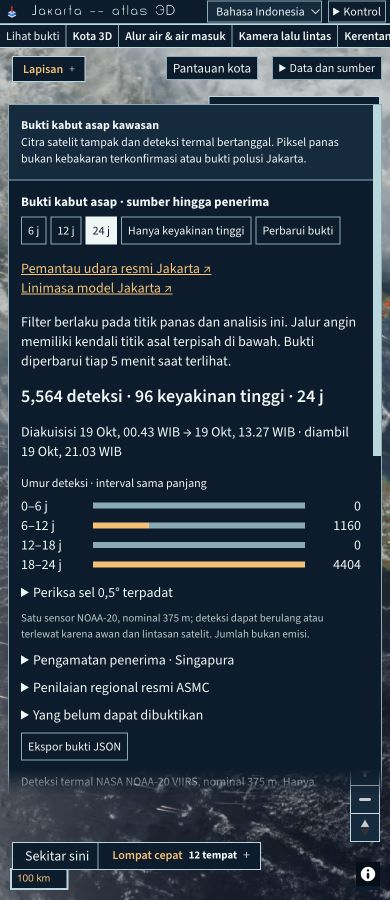 Jakarta -- atlas 3D
Bahasa Indonesia
▶ Kontrol
Lihat bukti
Kota 3D
Alur air & air masuk
Kamera lalu lintas
Kerentan
Lapisan +
Pantauan kota
▶ Data dan sumber
Bukti kabut asap kawasan
Citra satelit tampak dan deteksi termal bertanggal. Piksel panas
bukan kebakaran terkonfirmasi atau bukti polusi Jakarta.
Bukti kabut asap · sumber hingga penerima
6 j
12 j
24 j
Hanya keyakinan tinggi
Perbarui bukti
Pemantau udara resmi Jakarta ↗
Linimasa model Jakarta ↗
Filter berlaku pada titik panas dan analisis ini. Jalur angin
memiliki kendali titik asal terpisah di bawah. Bukti
diperbarui tiap 5 menit saat terlihat.
5,564 deteksi · 96 keyakinan tinggi · 24 j
Diakuisisi 19 Okt, 00.43 WIB → 19 Okt, 13.27 WIB · diambil
19 Okt, 21.03 WIB
Umur deteksi · interval sama panjang
0–6 j 0
6–12 j 1160
12–18 j 0
18–24 j 4404
▶ Periksa sel 0,5° terpadat
Satu sensor NOAA-20, nominal 375 m; deteksi dapat berulang atau
terlewat karena awan dan lintasan satelit. Jumlah bukan emisi.
▶ Pengamatan penerima · Singapura
▶ Penilaian regional resmi ASMC
▶ Yang belum dapat dibuktikan
Ekspor bukti JSON
Deteksi termal NASA NOAA-20 VIIRS, nominal 375 m. Hanya
Sekitar sini
Lompat cepat 12 tempat +
100 km